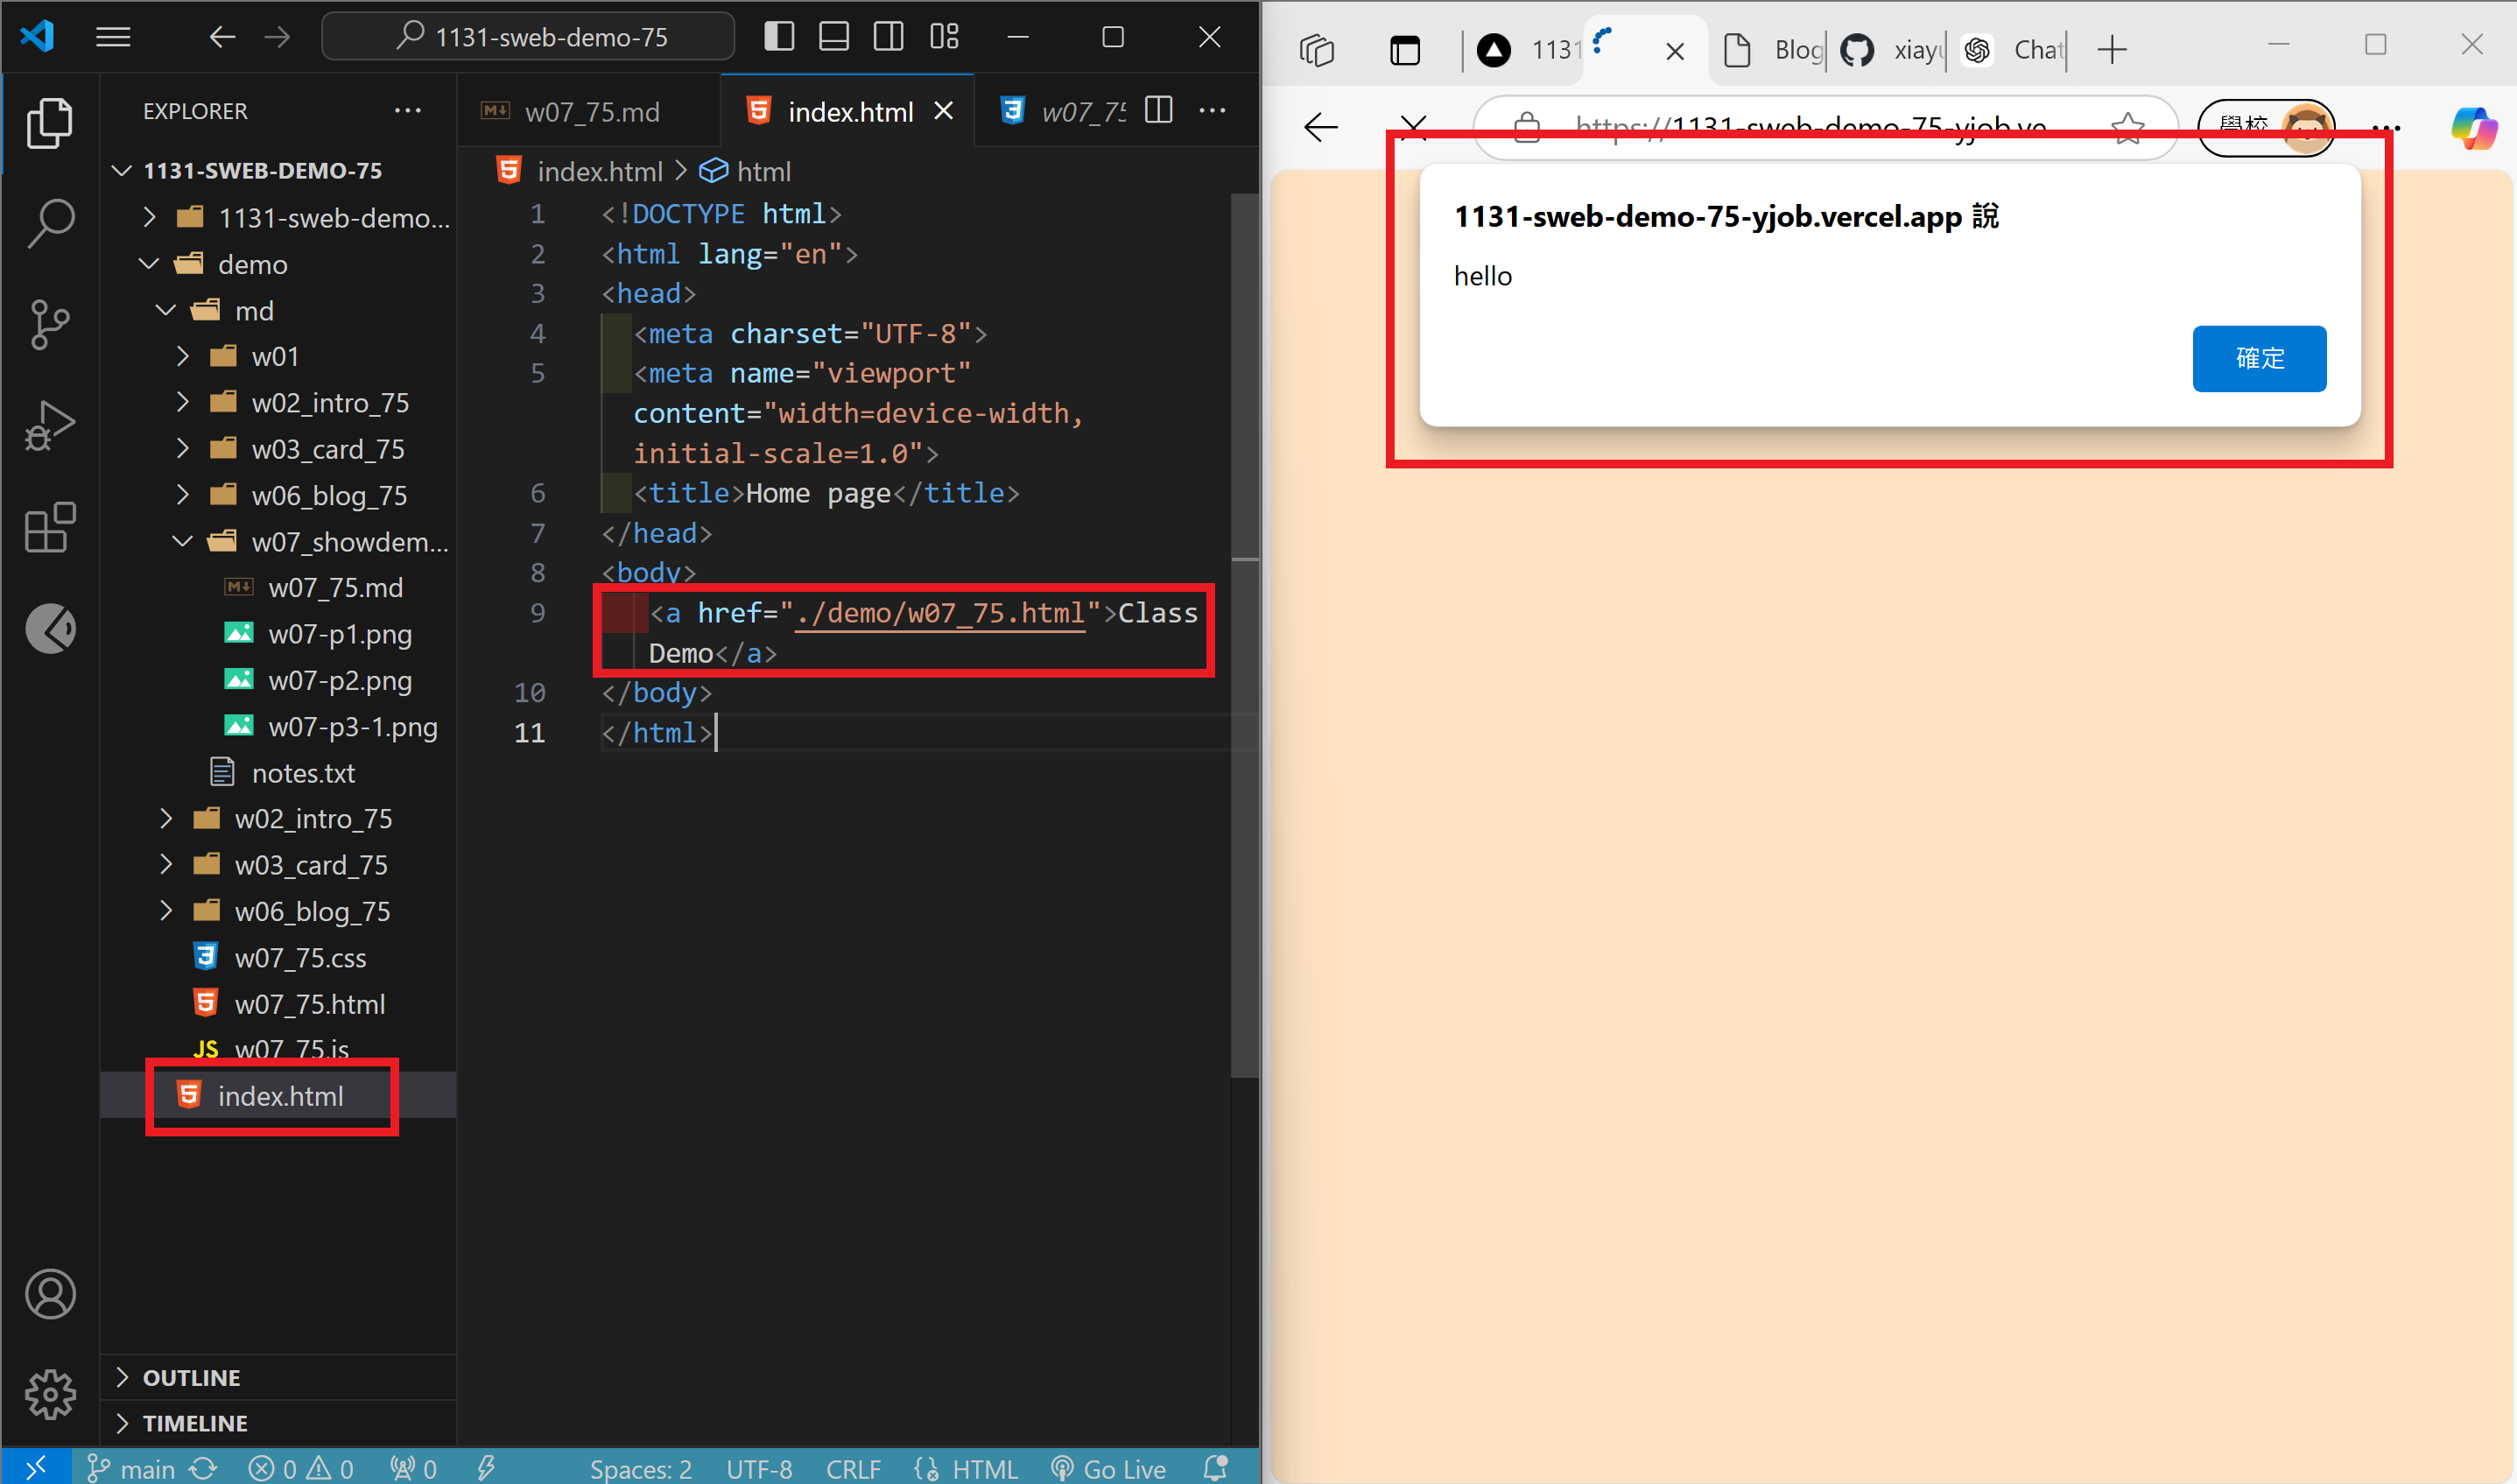 1131-sweb-demo-75
EXPLORER
1131-SWEB-DEMO-75
1131-sweb-demo...
demo
md
w01
w02_intro_75
w03_card_75
w06_blog_75
w07_showdem...
w07_75.md
w07-p1.png
w07-p2.png
w07-p3-1.png
notes.txt
w02_intro_75
w03_card_75
w06_blog_75
w07_75.css
w07_75.html
JS w07_75.js
index.html
OUTLINE
TIMELINE
w07_75.md
index.html
w07_75
index.html > html
1 <!DOCTYPE html>
2 <html lang="en">
3 <head>
4 <meta charset="UTF-8">
5 <meta name="viewport"
content="width=device-width,
initial-scale=1.0">
6 <title>Home page</title>
7 </head>
8 <body>
9 <a href="./demo/w07_75.html">Class
Demo</a>
10 </body>
11 </html>
main 0 0 0 Spaces: 2 UTF-8 CRLF HTML Go Live
1131 Blog xiayu Chat
https://1131-sweb-demo-75-yjob.ve
學校
1131-sweb-demo-75-yjob.vercel.app 說
hello
確定